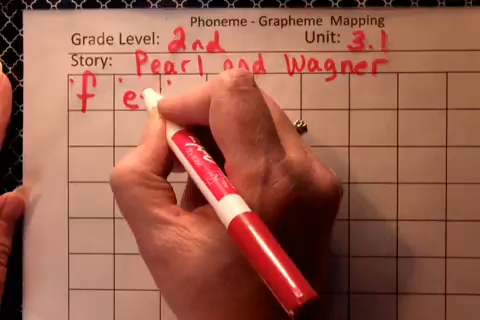 Phoneme - Grapheme Mapping
Grade Level: 2nd Unit: 3.1
Story: Pearl and Wagner
f e